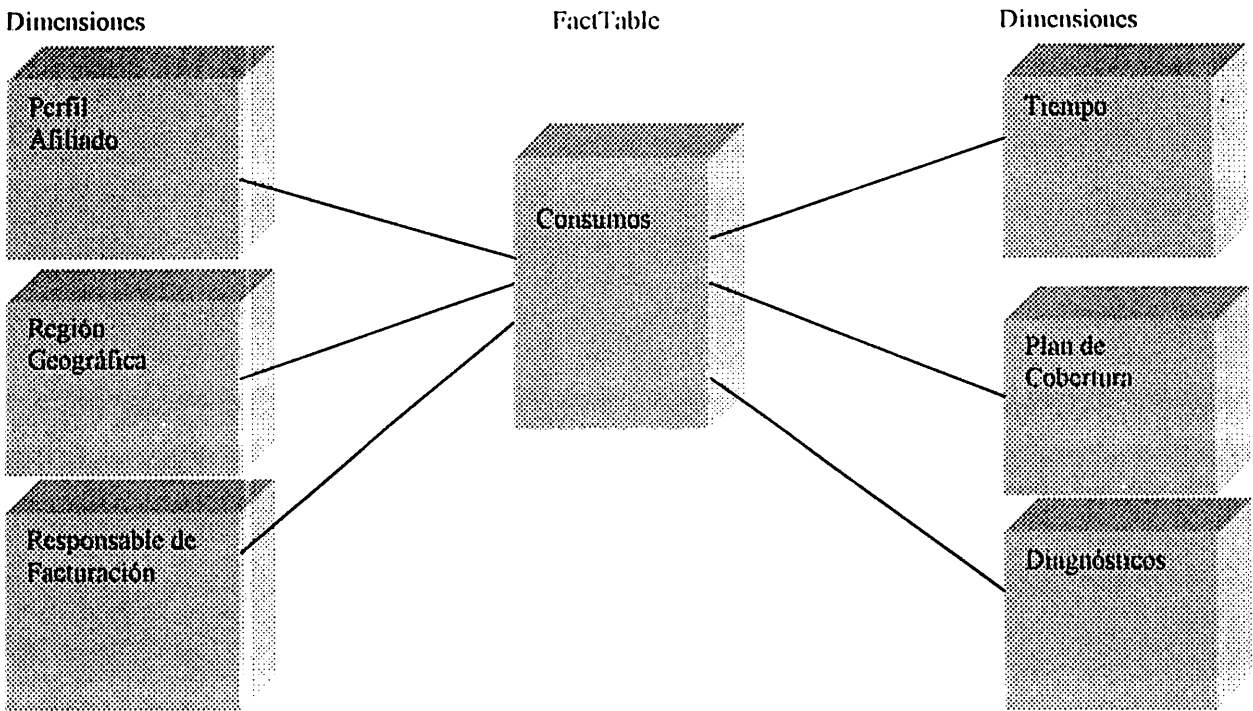 Dimensiones
FactTable
Dimensiones
Perfil
Afiliado
Consumos
Tiempo
Región
Geográfica
Plan de
Cobertura
Responsable de
Facturación
Diagnósticos